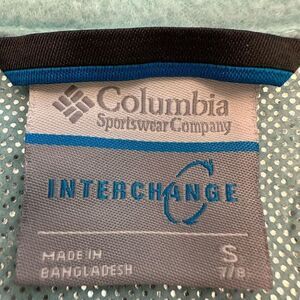 Columbia
Sportswear Company
INTERCHANGE
MADE IN
BANGLADESH
S
7/8